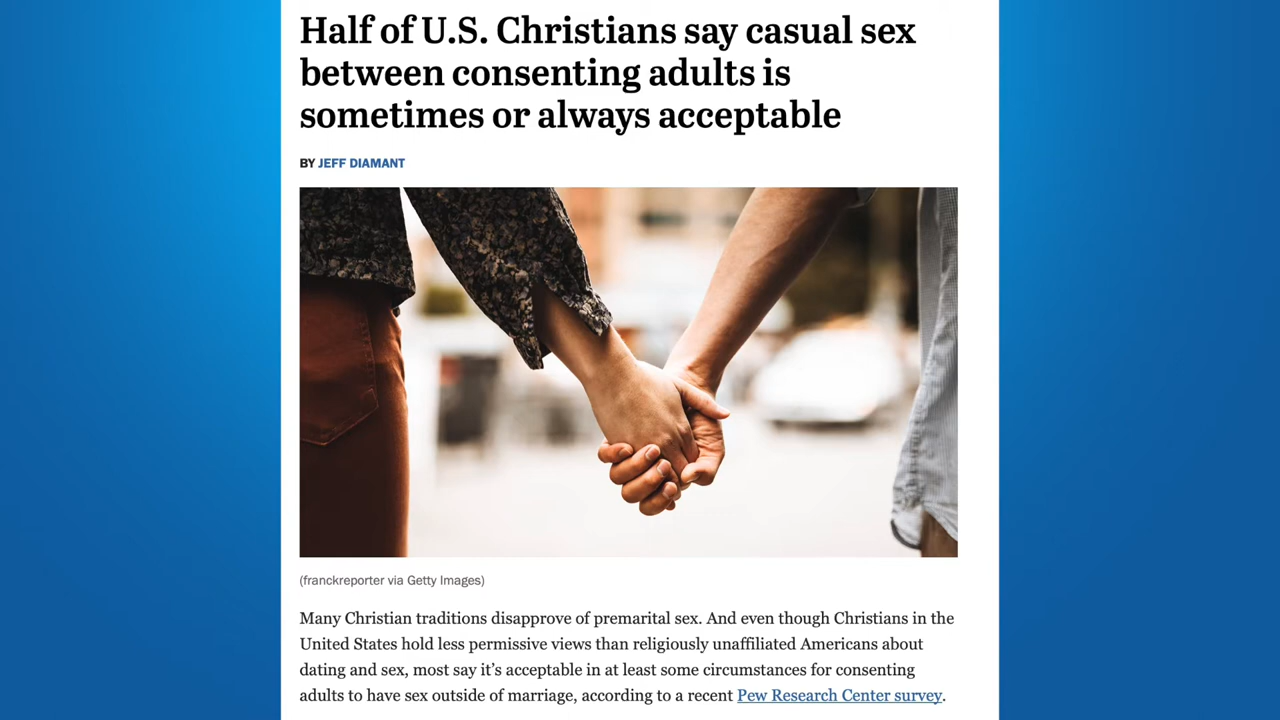 Half of U.S. Christians say casual sex
between consenting adults is
sometimes or always acceptable
BY JEFF DIAMANT
(franckreporter via Getty Images)
Many Christian traditions disapprove of premarital sex. And even though Christians in the
United States hold less permissive views than religiously unaffiliated Americans about
dating and sex, most say it’s acceptable in at least some circumstances for consenting
adults to have sex outside of marriage, according to a recent Pew Research Center survey.